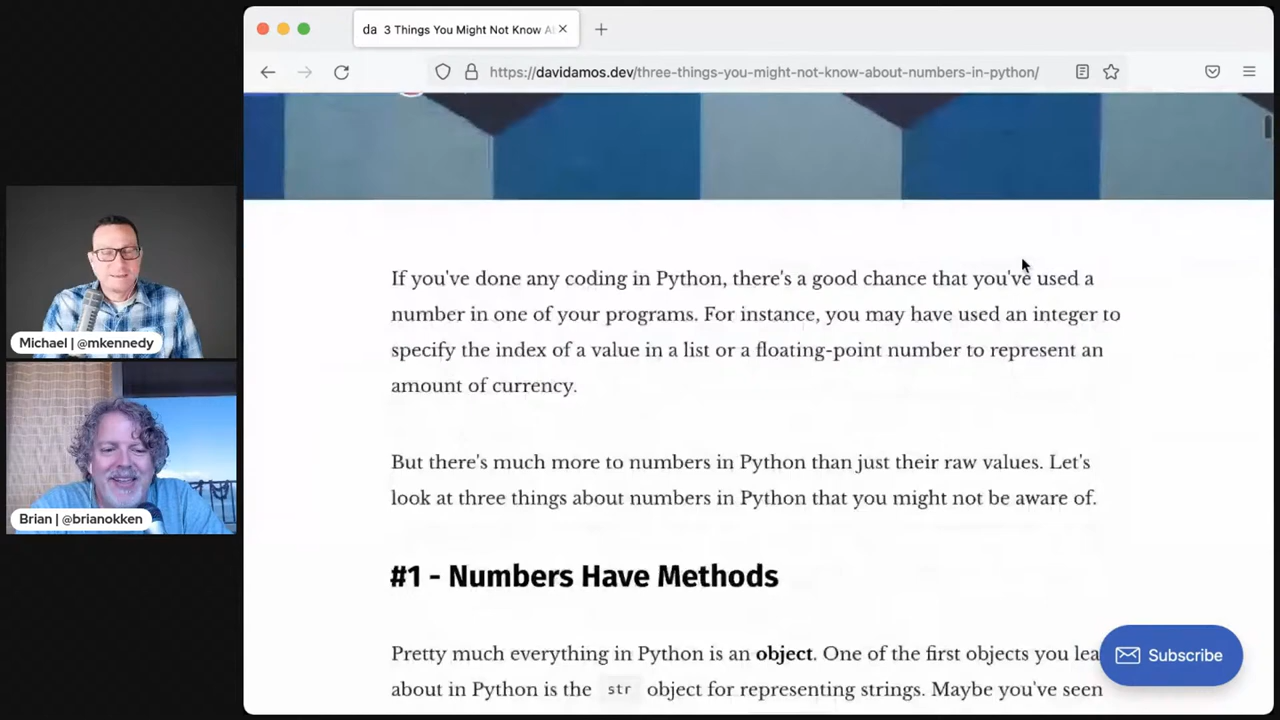 da 3 Things You Might Not Know A
https://davidamos.dev/three-things-you-might-not-know-about-numbers-in-python/
If you've done any coding in Python, there's a good chance that you've used a
number in one of your programs. For instance, you may have used an integer to
specify the index of a value in a list or a floating-point number to represent an
amount of currency.
But there's much more to numbers in Python than just their raw values. Let's
look at three things about numbers in Python that you might not be aware of.
#1 - Numbers Have Methods
Pretty much everything in Python is an object. One of the first objects you lea
about in Python is the str object for representing strings. Maybe you've seen
Subscribe
Michael | @mkennedy
Brian | @brianokken